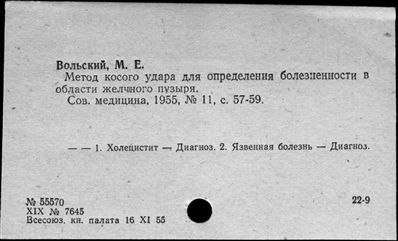 Вольский, М. Е.
Метод косого удара для определения болезненности в
области желчного пузыря.
Сов. медицина, 1955, № 11, с. 57-59.
— — 1. Холецистит — Диагноз. 2. Язвенная болезнь — Диагноз.
№ 55570
22-9
XIX № 7645
Всесоюз. кн. палата 16 XI 55